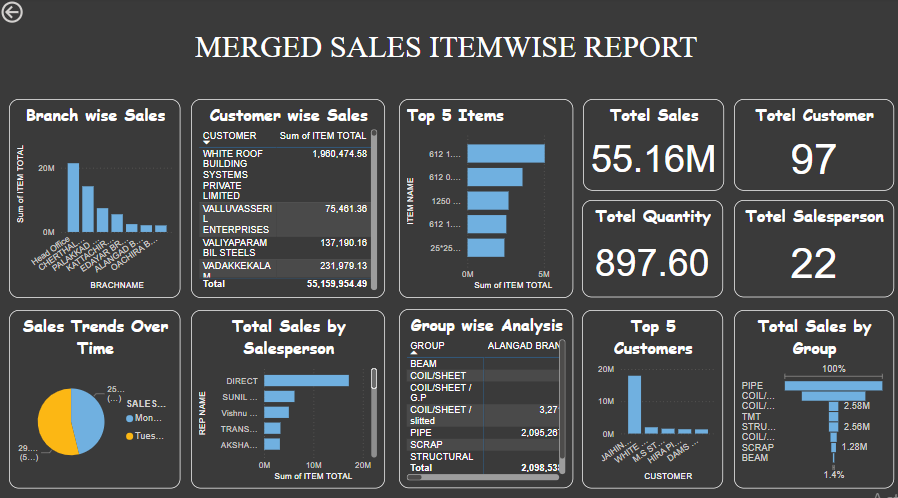 MERGED SALES ITEMWISE REPORT
Branch wise Sales
Sum of ITEM TOTAL
20M
0M
Head Office
CHERTHAL...
PALAKKAD ...
KATTACHIR...
EDAYAR BR...
ALANGAD B...
OACHIRA B...
BRACHNAME
Customer wise Sales
CUSTOMER Sum of ITEM TOTAL
WHITE ROOF 1,960,474.58
BUILDING
SYSTEMS
PRIVATE
LIMITED
VALLUVASSERI 75,461.36
L
ENTERPRISES
VALIYAPARAM 137,190.16
BIL STEELS
VADAKKEKALA 231,979.13
M
Total 55,159,954.49
Top 5 Items
ITEM NAME
612 1....
612 0....
1250 ...
612 1....
25*25...
0M 5M
Sum of ITEM TOTAL
Totel Sales
55.16M
Totel Customer
97
Totel Quantity
897.60
Totel Salesperson
22
Sales Trends Over
Time
25...
(...)
29....
(5...)
SALES...
Mon...
Tues...
Total Sales by
Salesperson
REP NAME
DIRECT
SUNIL ...
Vishnu ...
TRANS...
AKSHA...
0M 10M 20M
Sum of ITEM TOTAL
Group wise Analysis
GROUP ALANGAD BRAN
BEAM
COIL/SHEET
COIL/SHEET /
G.P
COIL/SHEET / 3,27
slitted
PIPE 2,095,26
SCRAP
STRUCTURAL
Total 2,098,53
Top 5
Customers
20M
10M
0M
JAIHIN...
WHITE ...
M.S ST...
HIRA PI...
DAMS ...
CUSTOMER
Total Sales by
Group
100%
PIPE
COIL/...
COIL/... 2.58M
TMT
STRU... 2.56M
COIL/...
SCRAP 1.28M
BEAM
1.4%